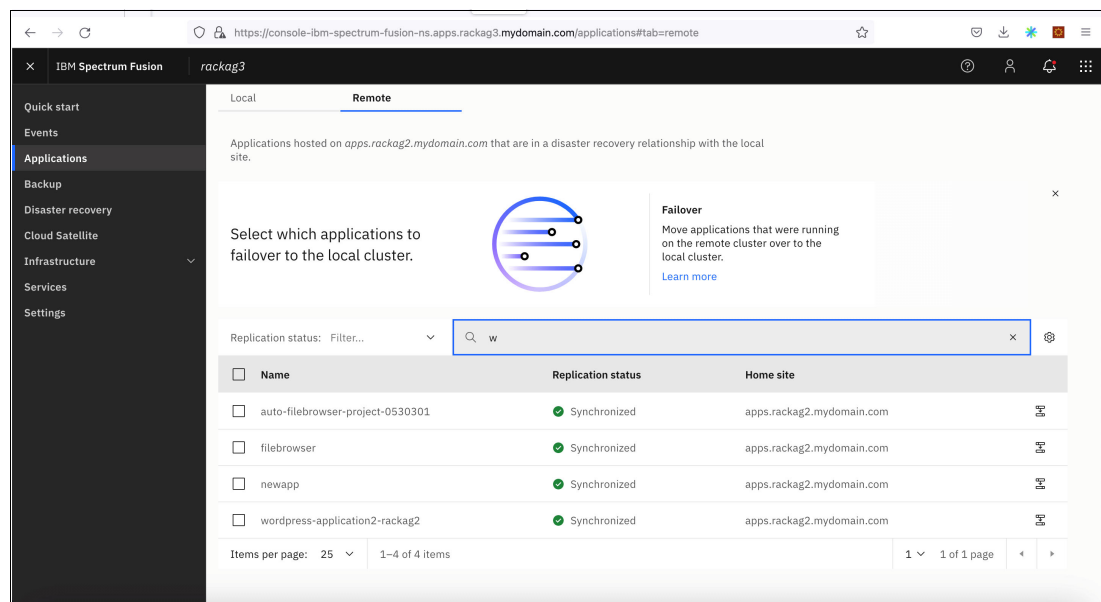 https://console-ibm-spectrum-fusion-ns.apps.rackag3.mydomain.com/applications#tab=remote
IBM Spectrum Fusion
rackag3
Quick start
Events
Applications
Backup
Disaster recovery
Cloud Satellite
Infrastructure
Services
Settings
Local
Remote
Applications hosted on apps.rackag2.mydomain.com that are in a disaster recovery relationship with the local
site.
Select which applications to
failover to the local cluster.
Failover
Move applications that were running
on the remote cluster over to the
local cluster.
Learn more
Replication status: Filter...
w
Name Replication status Home site
auto-filebrowser-project-0530301 Synchronized apps.rackag2.mydomain.com
filebrowser Synchronized apps.rackag2.mydomain.com
newapp Synchronized apps.rackag2.mydomain.com
wordpress-application2-rackag2 Synchronized apps.rackag2.mydomain.com
Items per page: 25 1–4 of 4 items 1 1 of 1 page